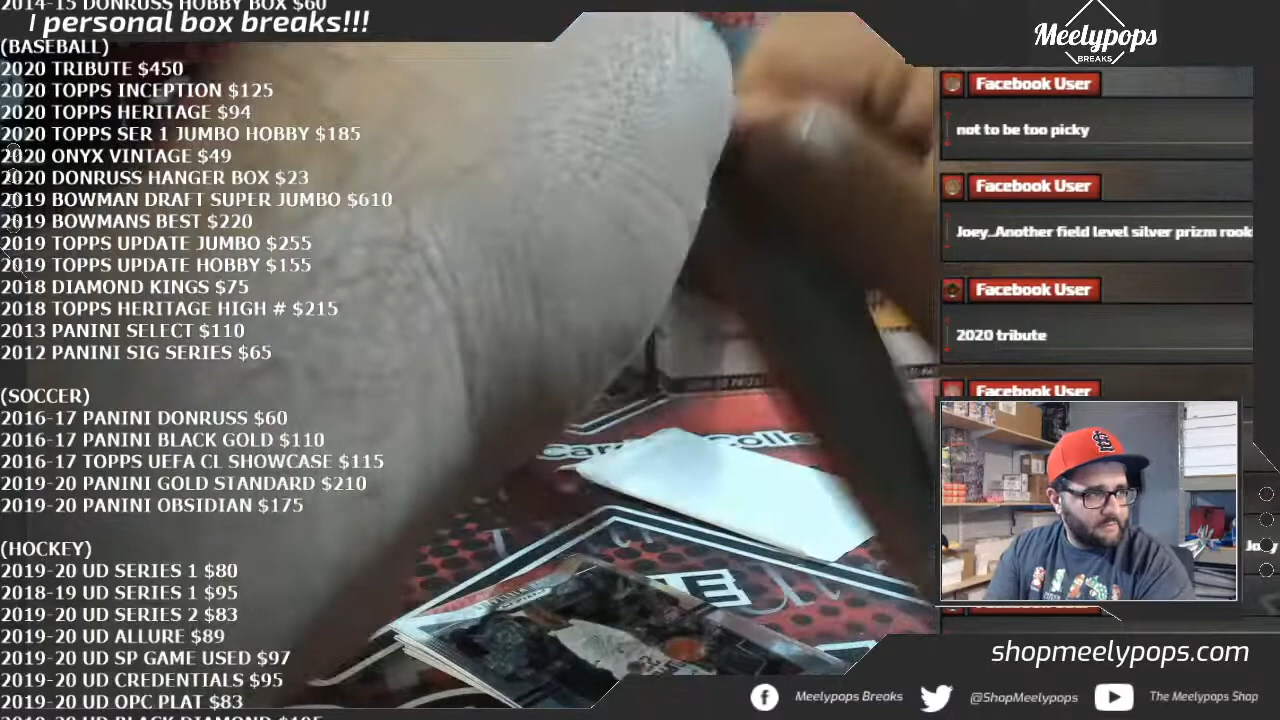 2014-15 DONRUSS HOBBY BOX $60
personal box breaks!!!
(BASEBALL)
2020 TRIBUTE $450
2020 TOPPS INCEPTION $125
2020 TOPPS HERITAGE $94
2020 TOPPS SER 1 JUMBO HOBBY $185
2020 ONYX VINTAGE $49
2020 DONRUSS HANGER BOX $23
2019 BOWMAN DRAFT SUPER JUMBO $610
2019 BOWMANS BEST $220
2019 TOPPS UPDATE JUMBO $255
2019 TOPPS UPDATE HOBBY $155
2018 DIAMOND KINGS $75
2018 TOPPS HERITAGE HIGH # $215
2013 PANINI SELECT $110
2012 PANINI SIG SERIES $65
(SOCCER)
2016-17 PANINI DONRUSS $60
2016-17 PANINI BLACK GOLD $110
2016-17 TOPPS UEFA CL SHOWCASE $115
2019-20 PANINI GOLD STANDARD $210
2019-20 PANINI OBSIDIAN $175
(HOCKEY)
2019-20 UD SERIES 1 $80
2018-19 UD SERIES 1 $95
2019-20 UD SERIES 2 $83
2019-20 UD ALLURE $89
2019-20 UD SP GAME USED $97
2019-20 UD CREDENTIALS $95
2019-20 UD OPC PLAT $83
Meelypops
BREAKS
Facebook User
not to be too picky
Facebook User
Joey..Another field level silver prizm rook
Facebook User
2020 tribute
Facebook User
shopmeelypops.com
Meelypops Breaks
@ShopMeelypops
The Meelypops Shop